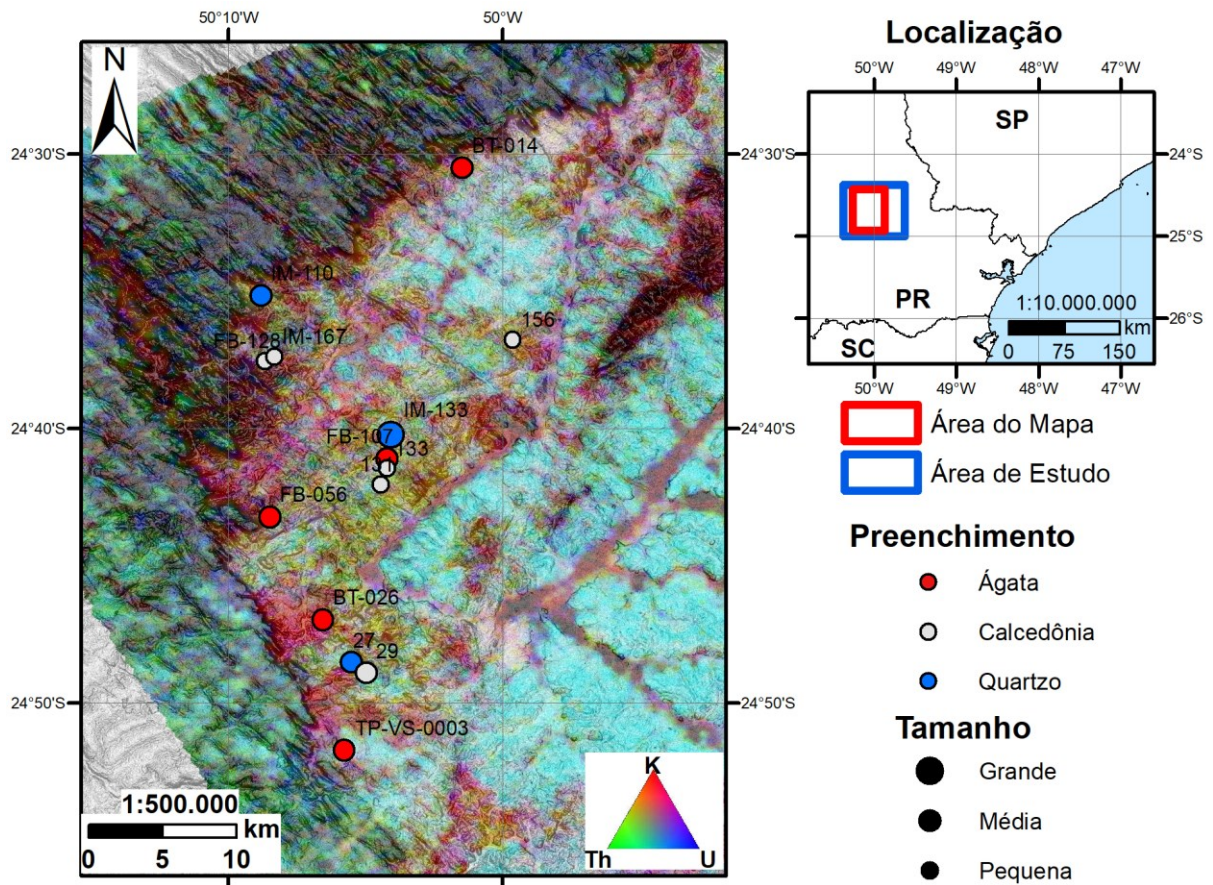 50°10'W
50°W
N
24°30'S
24°40'S
24°50'S
24°30'S
24°40'S
24°50'S
BT-014
IM-110
FB-128
IM-167
156
IM-133
FB-107
133
FB-056
BT-026
27
29
TP-VS-0003
1:500.000
km
0 5 10
K
Th U
Localização
50°W 49°W 48°W 47°W
SP
24°S
25°S
PR
1:10.000.000
km
26°S
SC
0 75 150
50°W 49°W 48°W 47°W
Área do Mapa
Área de Estudo
Preenchimento
Ágata
Calcedônia
Quartzo
Tamanho
Grande
Média
Pequena